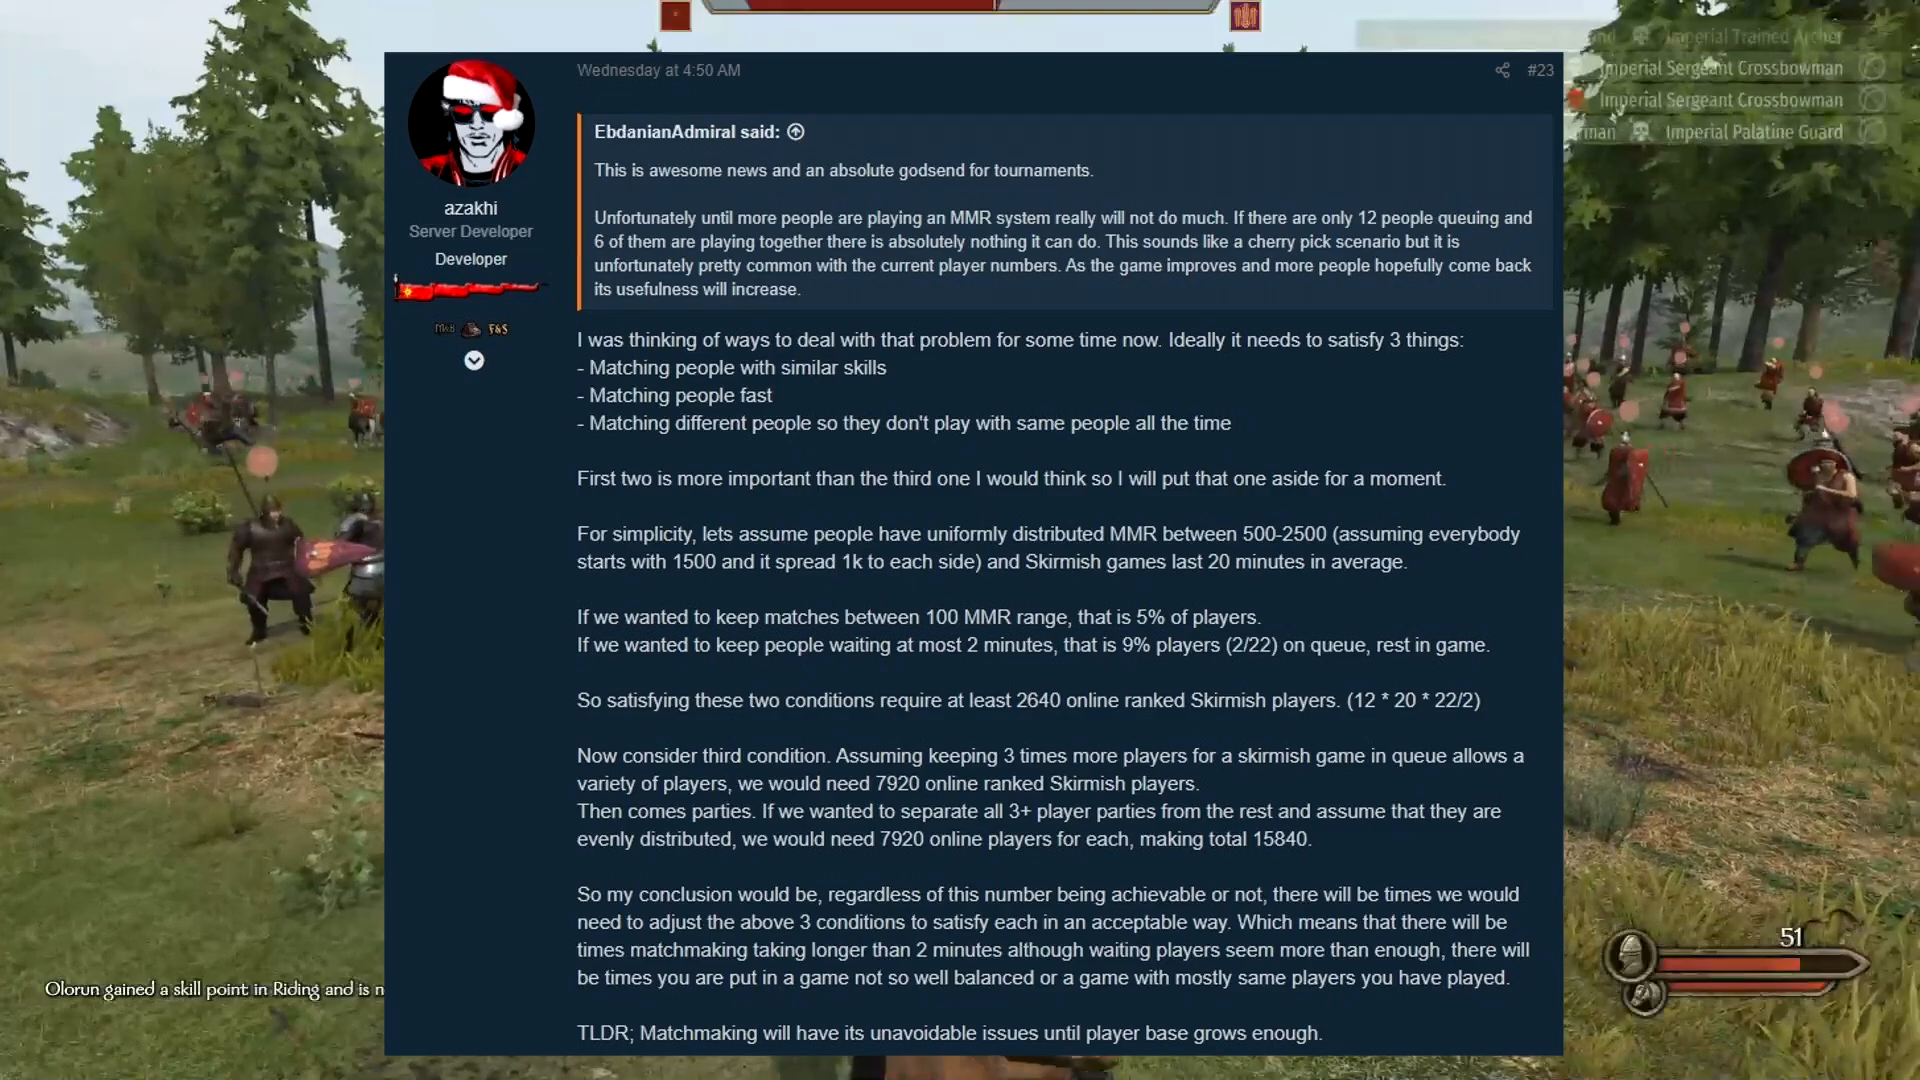 Imperial Trained Archer
Imperial Sergeant Crossbowman
Imperial Sergeant Crossbowman
Imperial Palatine Guard
Wednesday at 4:50 AM
#23
EbdanianAdmiral said:
This is awesome news and an absolute godsend for tournaments.
Unfortunately until more people are playing an MMR system really will not do much. If there are only 12 people queuing and
6 of them are playing together there is absolutely nothing it can do. This sounds like a cherry pick scenario but it is
unfortunately pretty common with the current player numbers. As the game improves and more people hopefully come back
its usefulness will increase.
azakhi
Server Developer
Developer
M&B
F&S
I was thinking of ways to deal with that problem for some time now. Ideally it needs to satisfy 3 things:
- Matching people with similar skills
- Matching people fast
- Matching different people so they don't play with same people all the time
First two is more important than the third one I would think so I will put that one aside for a moment.
For simplicity, lets assume people have uniformly distributed MMR between 500-2500 (assuming everybody
starts with 1500 and it spread 1k to each side) and Skirmish games last 20 minutes in average.
If we wanted to keep matches between 100 MMR range, that is 5% of players.
If we wanted to keep people waiting at most 2 minutes, that is 9% players (2/22) on queue, rest in game.
So satisfying these two conditions require at least 2640 online ranked Skirmish players. (12 * 20 * 22/2)
Now consider third condition. Assuming keeping 3 times more players for a skirmish game in queue allows a
variety of players, we would need 7920 online ranked Skirmish players.
Then comes parties. If we wanted to separate all 3+ player parties from the rest and assume that they are
evenly distributed, we would need 7920 online players for each, making total 15840.
So my conclusion would be, regardless of this number being achievable or not, there will be times we would
need to adjust the above 3 conditions to satisfy each in an acceptable way. Which means that there will be
times matchmaking taking longer than 2 minutes although waiting players seem more than enough, there will
be times you are put in a game not so well balanced or a game with mostly same players you have played.
TLDR; Matchmaking will have its unavoidable issues until player base grows enough.
Olorun gained a skill point in Riding and is n
51